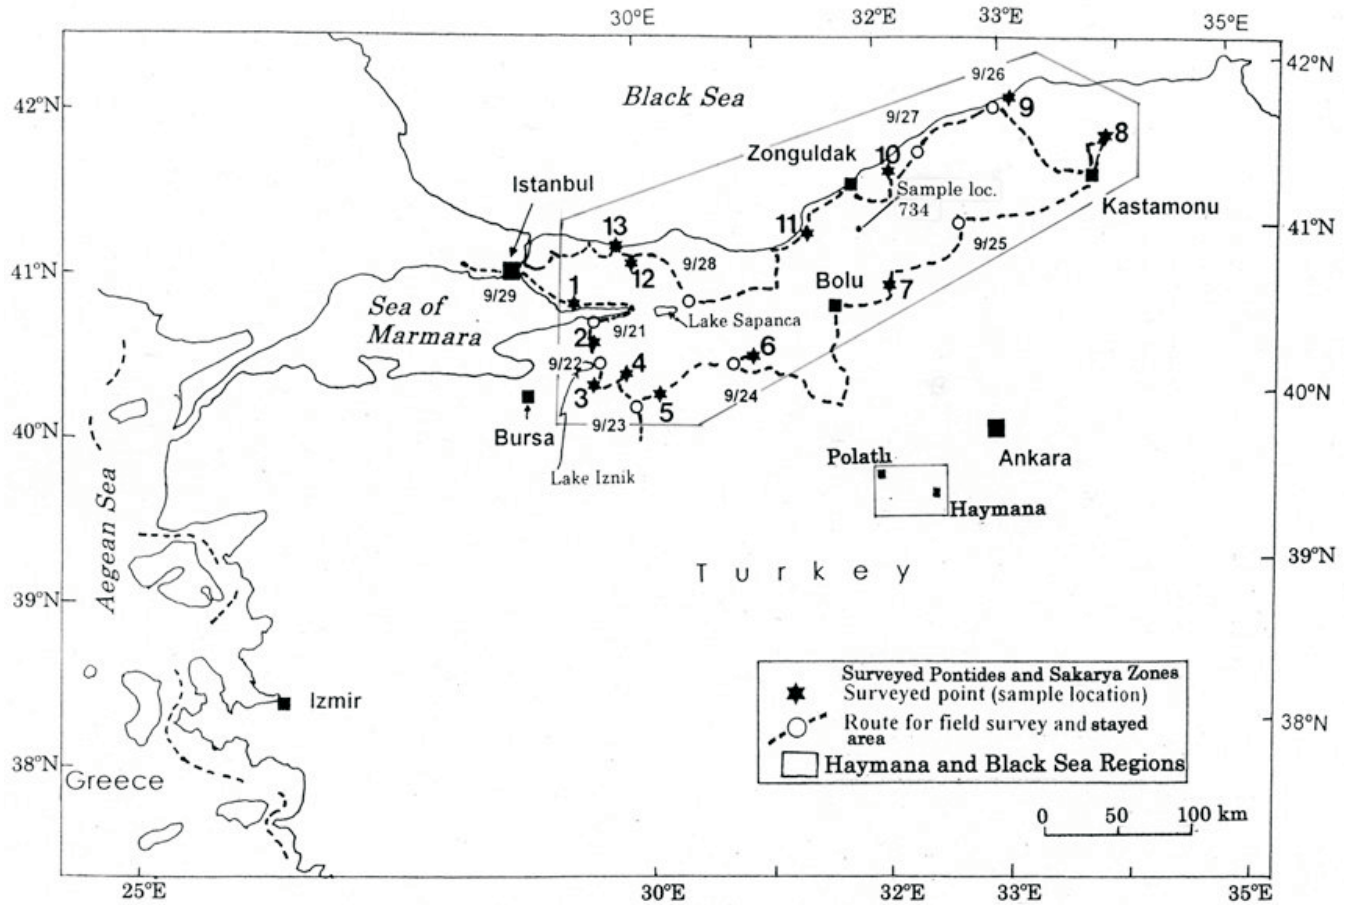 30°E 32°E 33°E 35°E
42°N
9/26
42°N
Black Sea
9
9/27
8
Zonguldak
10
Istanbul
Sample loc.
734
Kastamonu
13
11
41°N
9/25
41°N
12
9/28
Bolu
7
9/29
1
Sea of
Marmara
9/21
Lake Sapanca
2
9/22
4
6
3
5
9/24
40°N
9/23
40°N
Bursa
Ankara
Polatlı
Lake Iznik
Haymana
Aegean Sea
39°N
Turkey
39°N
Surveyed Pontides and Sakarya Zones
Surveyed point (sample location)
Izmir
Route for field survey and stayed
area
38°N
38°N
Haymana and Black Sea Regions
Greece
0 50 100 km
25°E 30°E 32°E 33°E 35°E